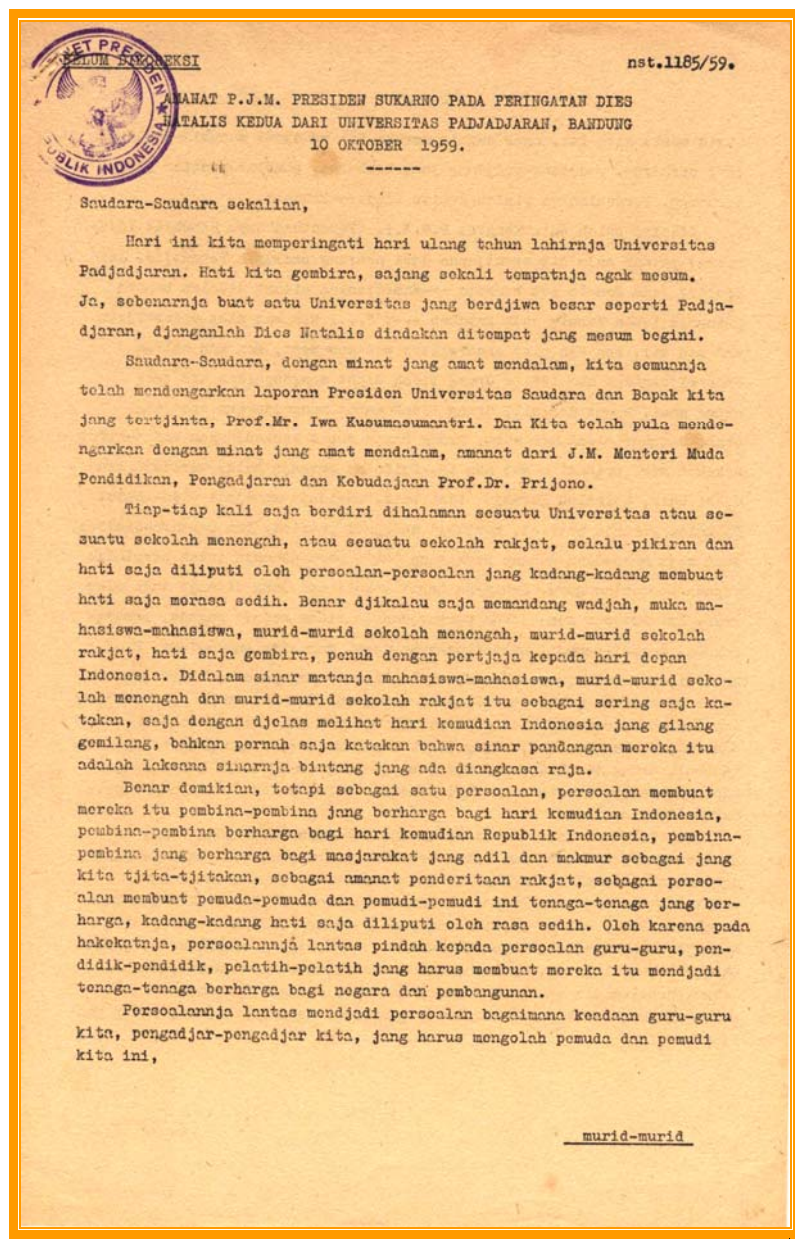 BELUM DIKOREKSI
nst.1185/59.
KABINET PRESIDEN
REPUBLIK INDONESIA
AMANAT P.J.M. PRESIDEN SUKARNO PADA PERINGATAN DIES
NATALIS KEDUA DARI UNIVERSITAS PADJADJARAN, BANDUNG
10 OKTOBER 1959.
------
Saudara-Saudara sekalian,
Hari ini kita memperingati hari ulang tahun lahirnja Universitas
Padjadjaran. Hati kita gembira, sajang sekali tempatnja agak mesum.
Ja, sebenarnja buat satu Universitas jang berdjiwa besar seperti Padja-
djaran, djanganlah Dies Natalis diadakan ditempat jang mesum begini.
Saudara-Saudara, dengan minat jang amat mendalam, kita semuanja
telah mendengarkan laporan Presiden Universitas Saudara dan Bapak kita
jang tertjinta, Prof.Mr. Iwa Kusumasumantri. Dan Kita telah pula mende-
ngarkan dengan minat jang amat mendalam, amanat dari J.M. Menteri Muda
Pendidikan, Pengadjaran dan Kebudajaan Prof.Dr. Prijono.
Tiap-tiap kali saja berdiri dihalaman sesuatu Universitas atau se-
suatu sekolah menengah, atau sesuatu sekolah rakjat, selalu pikiran dan
hati saja diliputi oleh persoalan-persoalan jang kadang-kadang membuat
hati saja merasa sedih. Benar djikalau saja memandang wadjah, muka ma-
hasiswa-mahasiswa, murid-murid sekolah menengah, murid-murid sekolah
rakjat, hati saja gembira, penuh dengan pertjaja kepada hari depan
Indonesia. Didalam sinar matanja mahasiswa-mahasiswa, murid-murid seko-
lah menengah dan murid-murid sekolah rakjat itu sebagai sering saja ka-
takan, saja dengan djelas melihat hari kemudian Indonesia jang gilang
gemilang, bahkan pernah saja katakan bahwa sinar pandangan mereka itu
adalah laksana sinarnja bintang jang ada diangkasa raja.
Benar demikian, tetapi sebagai satu persoalan, persoalan membuat
mereka itu pembina-pembina jang berharga bagi hari kemudian Indonesia,
pembina-pembina berharga bagi hari kemudian Republik Indonesia, pembina-
pembina jang berharga bagi masjarakat jang adil dan makmur sebagai jang
kita tjita-tjitakan, sebagai amanat penderitaan rakjat, sebagai perso-
alan membuat pemuda-pemuda dan pemudi-pemudi ini tenaga-tenaga jang ber-
harga, kadang-kadang hati saja diliputi oleh rasa sedih. Oleh karena pada
hakekatnja, persoalannja lantas pindah kepada persoalan guru-guru, pen-
didik-pendidik, pelatih-pelatih jang harus membuat mereka itu mendjadi
tenaga-tenaga berharga bagi negara dan pembangunan.
Persoalannja lantas mendjadi persoalan bagaimana keadaan guru-guru
kita, pengadjar-pengadjar kita, jang harus mengolah pemuda dan pemudi
kita ini,
murid-murid